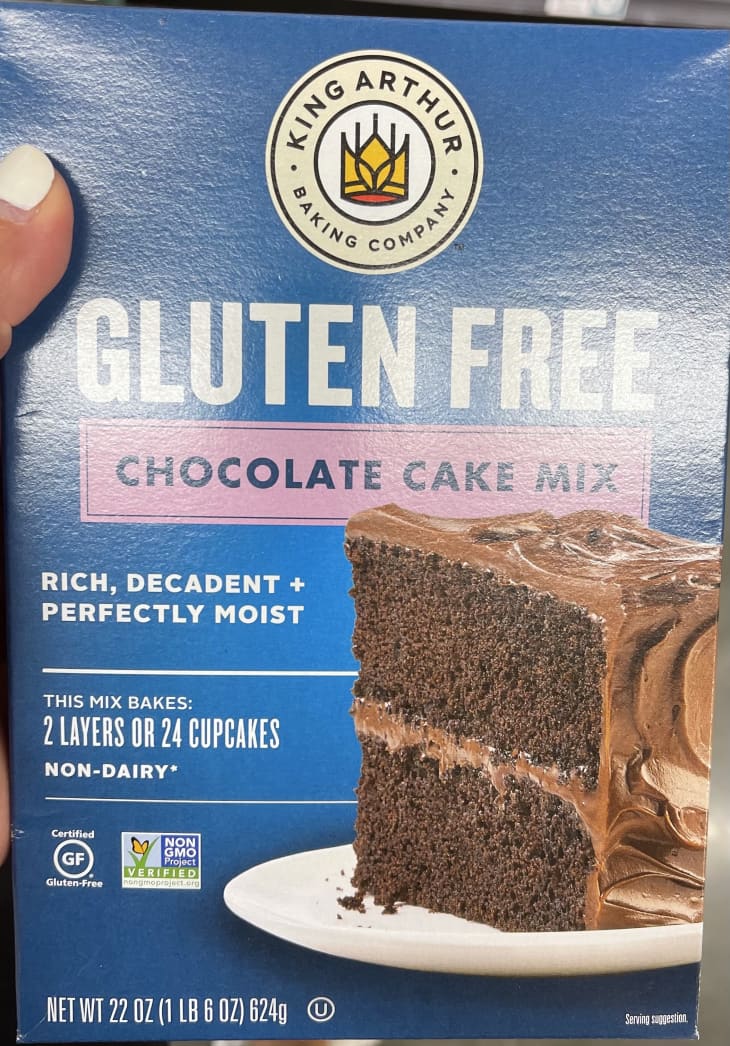 KING ARTHUR
BAKING COMPANY
TM
GLUTEN FREE
CHOCOLATE CAKE MIX
RICH, DECADENT +
PERFECTLY MOIST
THIS MIX BAKES:
2 LAYERS OR 24 CUPCAKES
NON-DAIRY*
Certified
GF
Gluten-Free
NON
GMO
Project
VERIFIED
nongmoproject.org
NET WT 22 OZ (1 LB 6 OZ) 624g U
Serving suggestion.